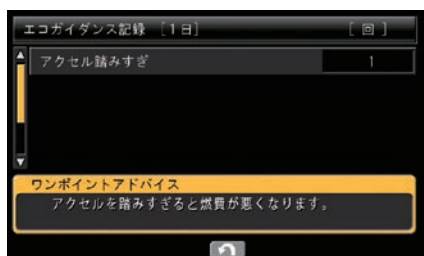 エコガイダンス記録 [1日] [回]
アクセル踏みすぎ 1
ワンポイントアドバイス
アクセルを踏みすぎると燃費が悪くなります。